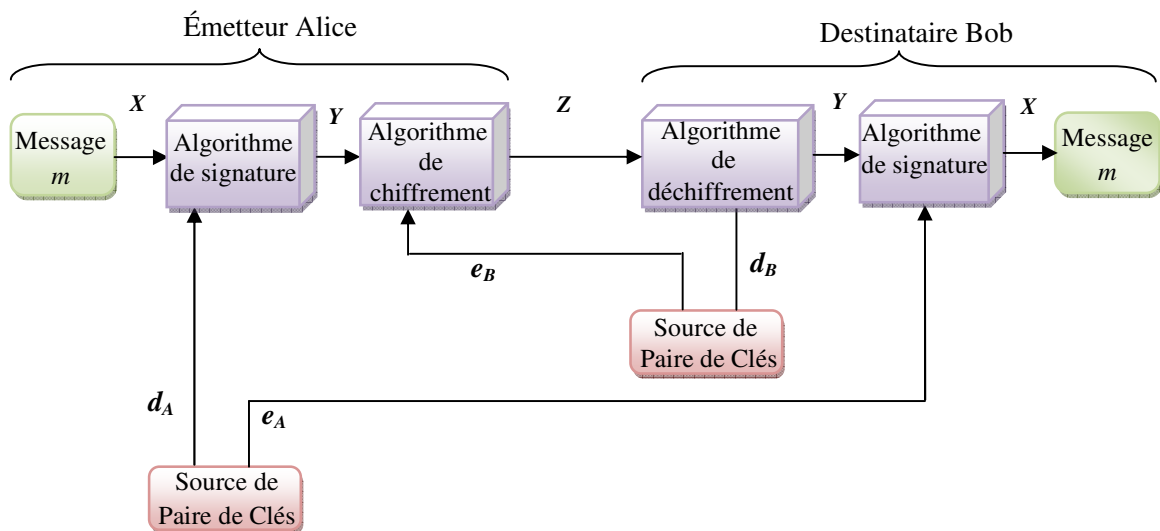 Émetteur Alice
Destinataire Bob
X
Y
Z
Y
X
Message
m
Algorithme
de signature
Algorithme
de
chiffrement
Algorithme
de
déchiffrement
Algorithme
de signature
Message
m
e_B
d_B
Source de
Paire de Clés
d_A
e_A
Source de
Paire de Clés